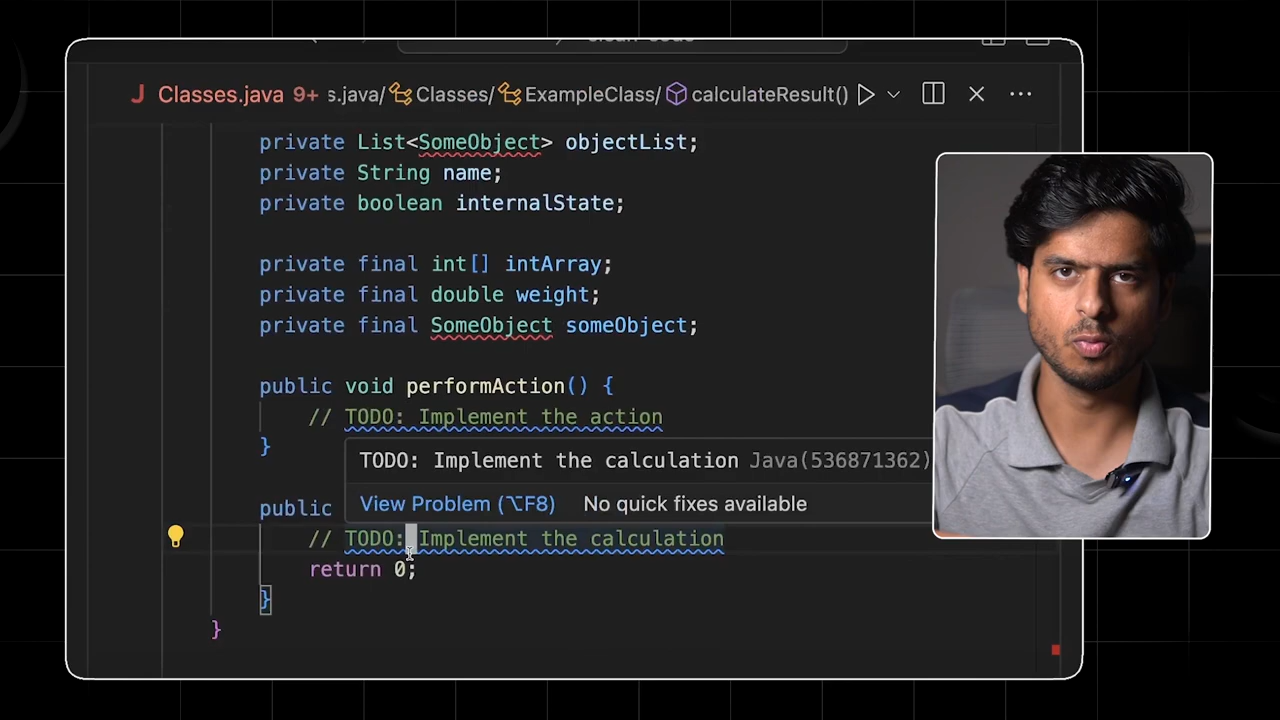 Classes.java 9+ s.java/ Classes/ ExampleClass/ calculateResult()
private List<SomeObject> objectList;
private String name;
private boolean internalState;
private final int[] intArray;
private final double weight;
private final SomeObject someObject;
public void performAction() {
// TODO: Implement the action
}
TODO: Implement the calculation Java(536871362)
View Problem (⌥F8) No quick fixes available
public
// TODO: Implement the calculation
return 0;
}
}